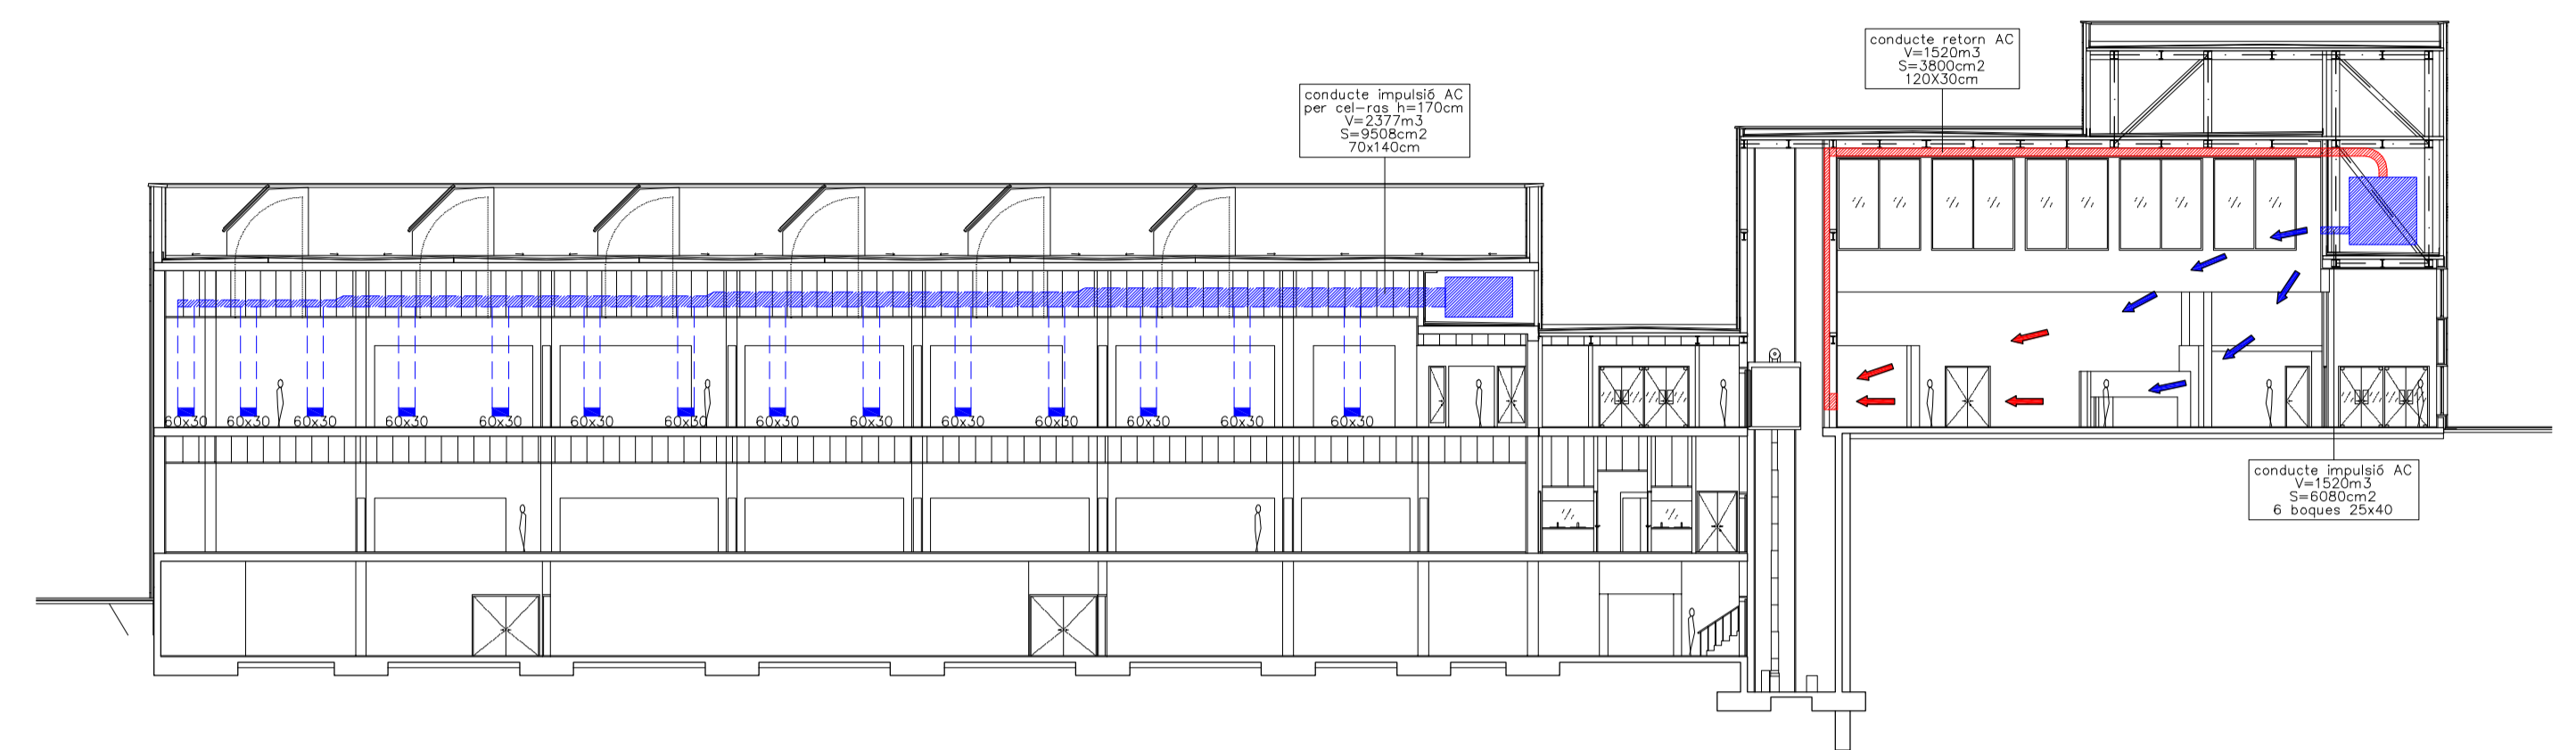 conducte retorn AC
V=1520m3
S=3800cm2
120X30cm
conducte impulsió AC
per cel-ras h=170cm
V=2377m3
S=9508cm2
70x140cm
60x30
60x30
60x30
60x30
60x30
60x30
60x30
60x30
60x30
60x30
60x30
60x30
60x30
60x30
conducte impulsió AC
V=1520m3
S=6080cm2
6 boques 25x40